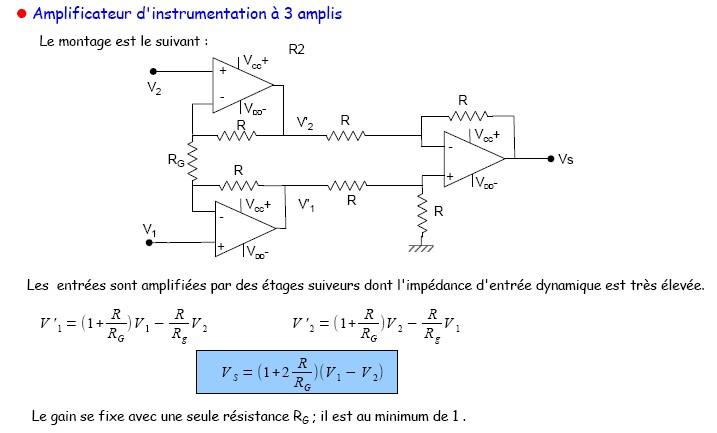 Amplificateur d'instrumentation à 3 amplis
Le montage est le suivant :
R2
Vcc+
+
V2
-
VDD-
R
V'2
R
R
Vcc+
-
Vs
RG
R
+
VDD-
Vcc+
V'1
R
R
-
V1
+
VDD-
Les entrées sont amplifiées par des étages suiveurs dont l'impédance d'entrée dynamique est très élevée.
V'1 = (1+R/RG)V1 − R/Rg V2 V'2 = (1+R/RG)V2 − R/Rg V1
VS = (1+2 R/RG)(V1 − V2)
Le gain se fixe avec une seule résistance RG ; il est au minimum de 1 .